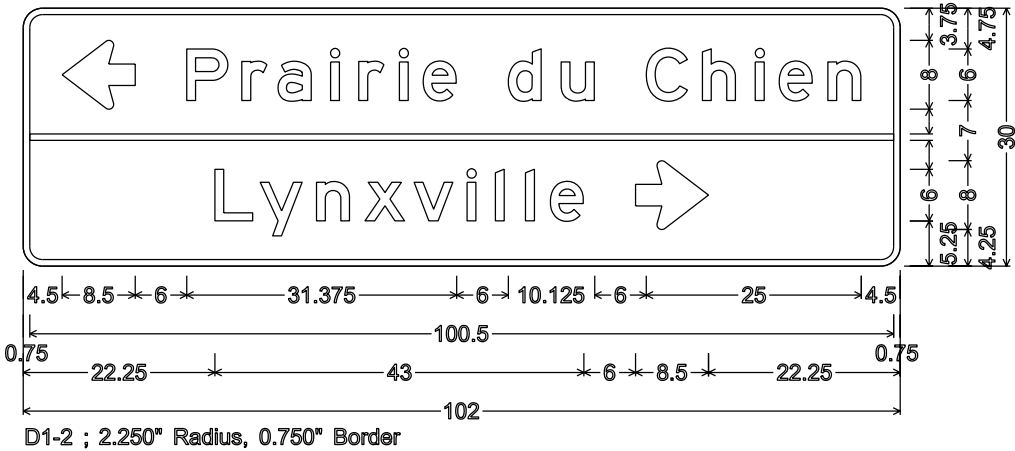 Prairie du Chien
3.75 4.75
8 6
7 30
Lynxville
6 8
5.25 4.25
4.5 8.5 6 31.375 6 10.125 6 25 4.5
100.5
0.75 0.75
22.25 43 6 8.5 22.25
102
D1-2 ; 2.250" Radius, 0.750" Border